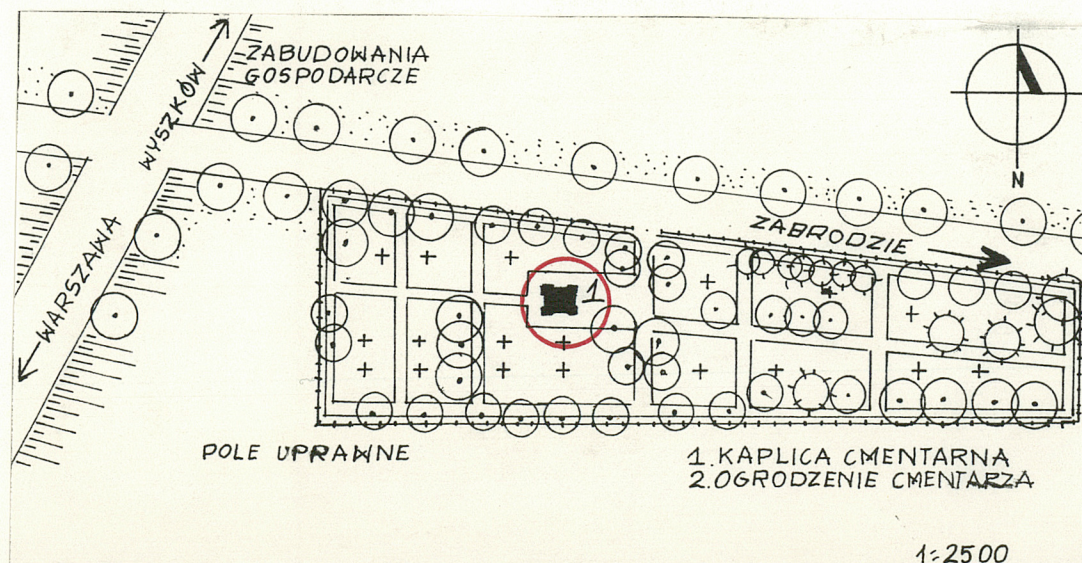 ZABUDOWANIA
GOSPODARCZE
WYSZKÓW
WARSZAWA
N
ZABRODZIE
1
POLE UPRAWNE
1. KAPLICA CMENTARNA
2. OGRODZENIE CMENTARZA
1:2500